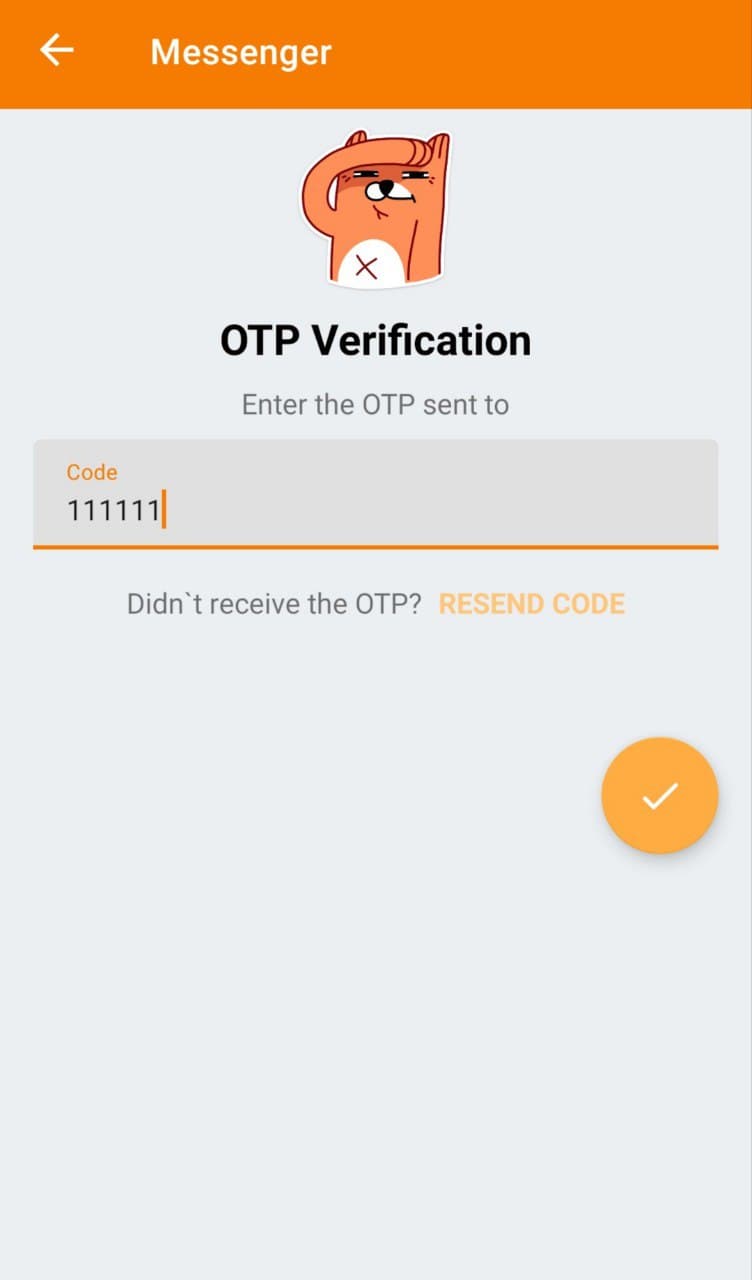 Messenger
OTP Verification
Enter the OTP sent to
Code
111111
Didn`t receive the OTP? RESEND CODE